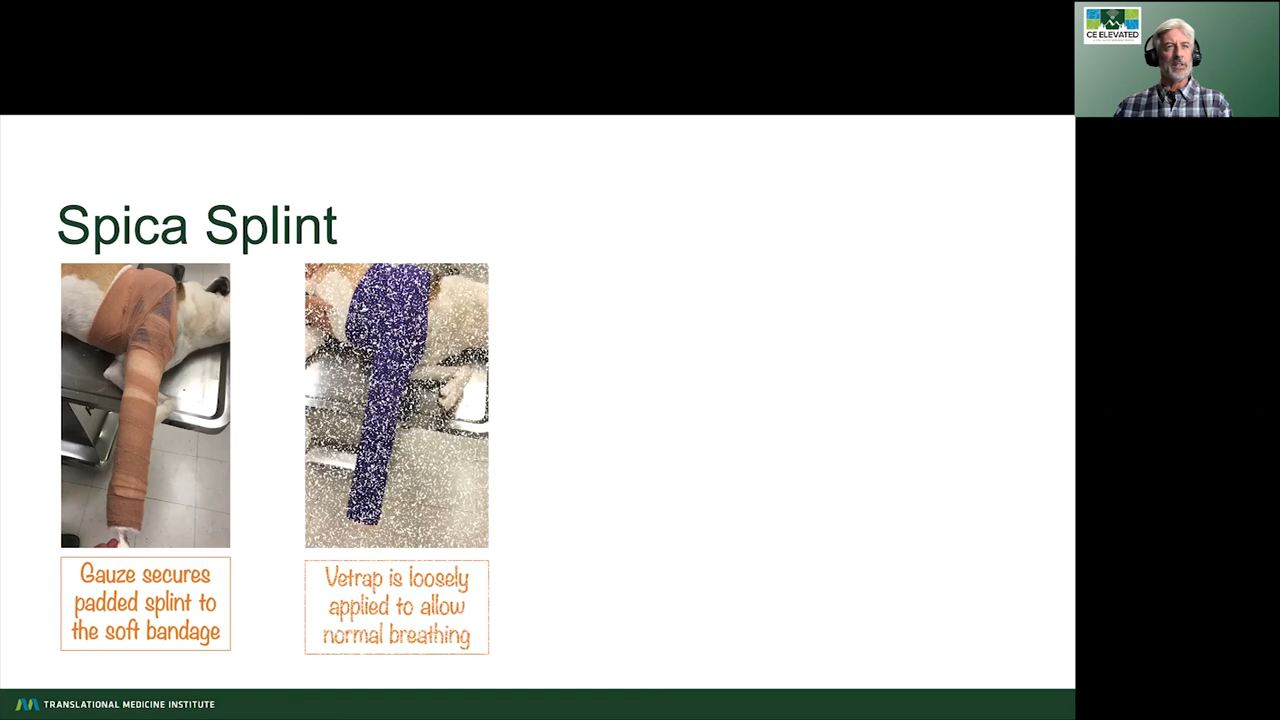 CE ELEVATED
Spica Splint
Gauze secures
padded splint to
the soft bandage
Vetrap is loosely
applied to allow
normal breathing
TRANSLATIONAL MEDICINE INSTITUTE